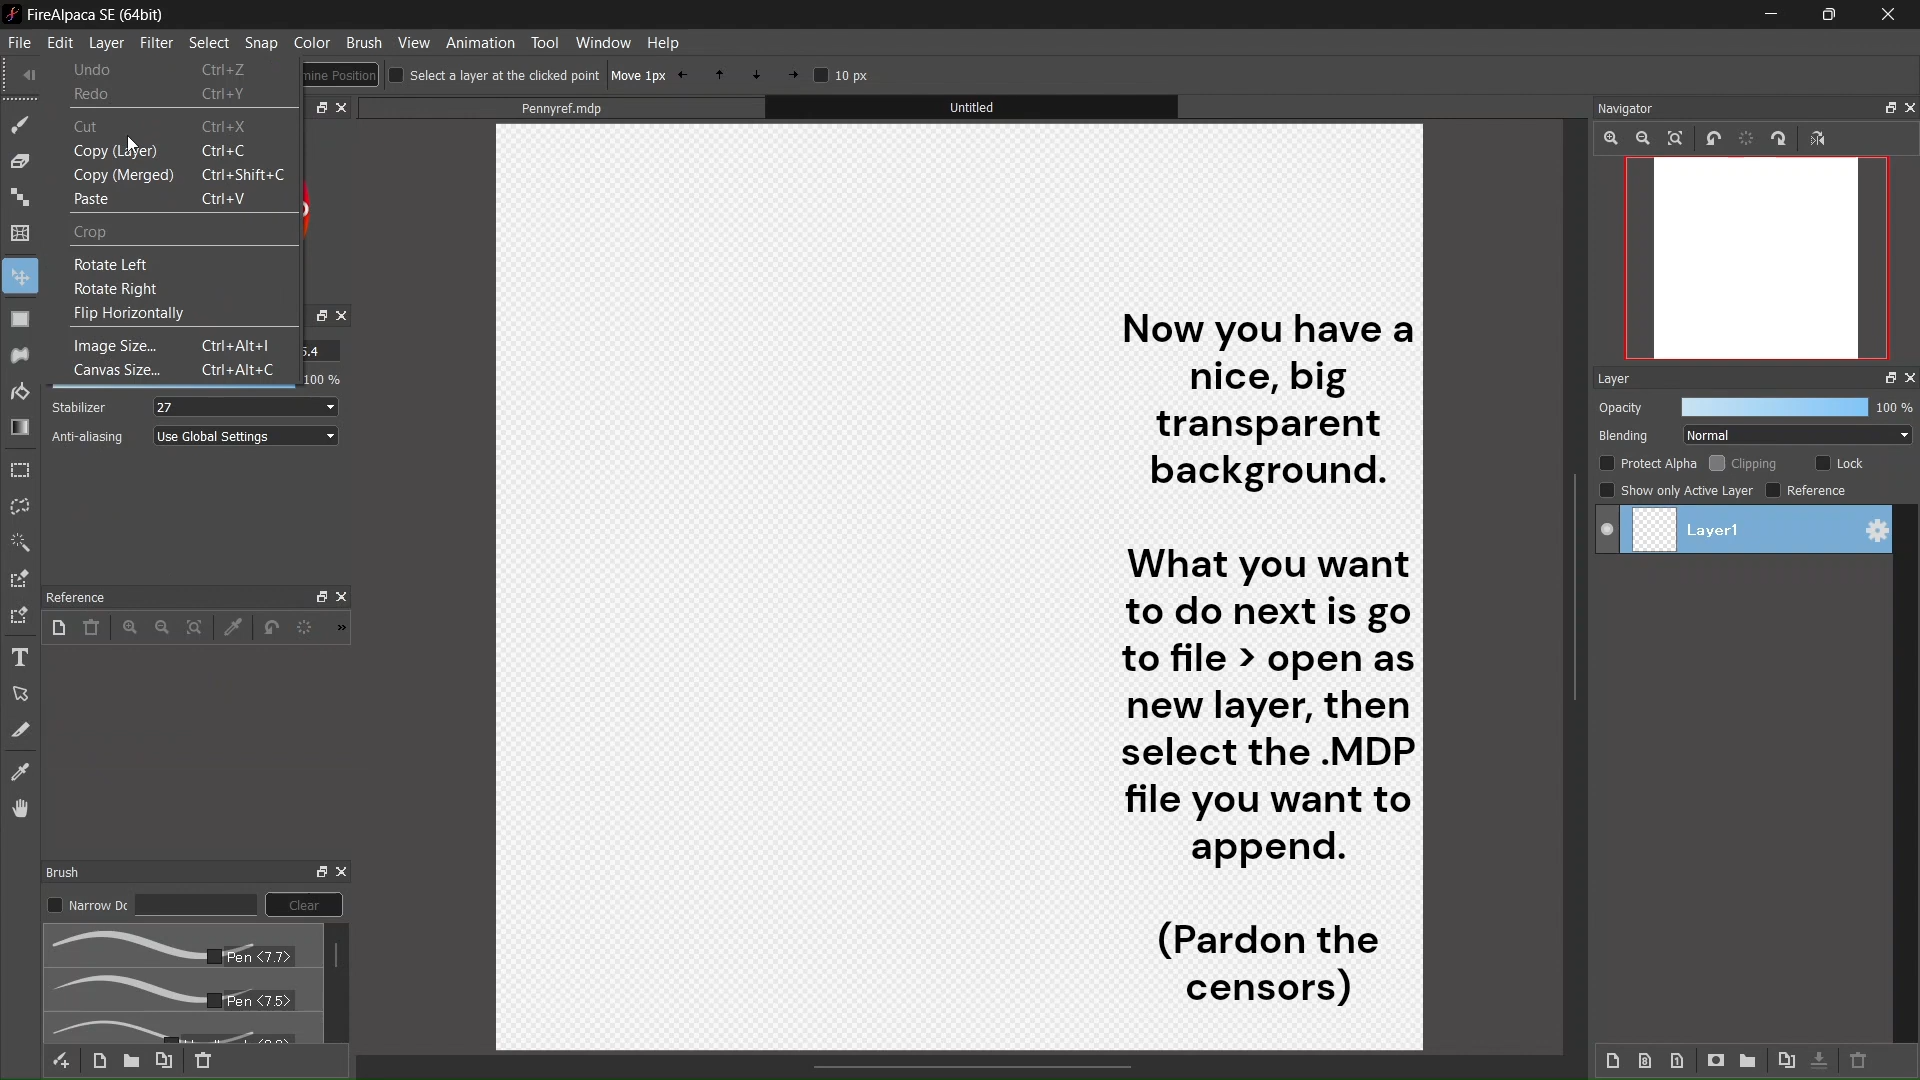 FireAlpaca SE (64bit)
File Edit Layer Filter Select Snap Color Brush View Animation Tool Window Help
Undo Ctrl+Z
Redo Ctrl+Y
Cut Ctrl+X
Copy (Layer) Ctrl+C
Copy (Merged) Ctrl+Shift+C
Paste Ctrl+V
Crop
Rotate Left
Rotate Right
Flip Horizontally
Image Size... Ctrl+Alt+I
Canvas Size... Ctrl+Alt+C
Position Select a layer at the clicked point Move 1px 10 px
Pennyref.mdp Untitled
100 %
Stabilizer 27
Anti-aliasing Use Global Settings
Reference
Brush
Narrow Dc Clear
Pen <7.7>
Pen <7.5>
Now you have a
nice, big
transparent
background.
What you want
to do next is go
to file > open as
new layer, then
select the .MDP
file you want to
append.
(Pardon the
censors)
Navigator
Layer
Opacity 100 %
Blending Normal
Protect Alpha Clipping Lock
Show only Active Layer Reference
Layer1